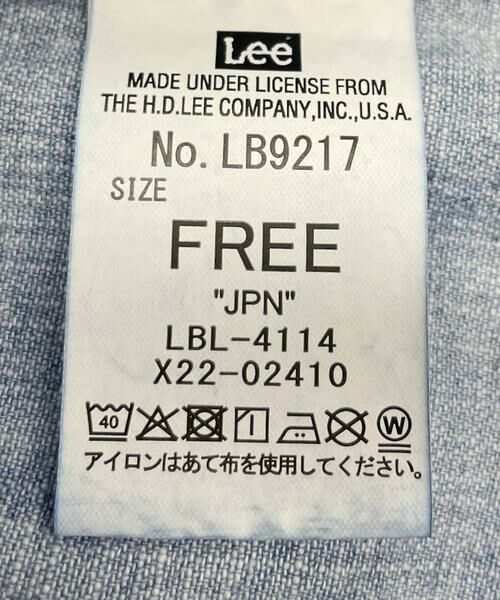 Lee
MADE UNDER LICENSE FROM
THE H.D.LEE COMPANY,INC.,U.S.A.
No. LB9217
SIZE
FREE
"JPN"
LBL-4114
X22-02410
40 W
アイロンはあて布を使用してください。